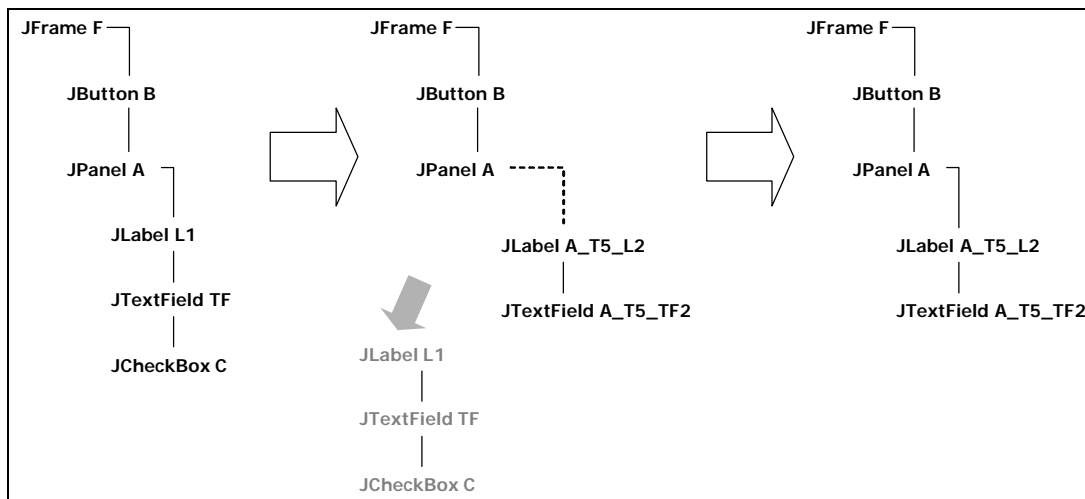 JFrame F
JButton B
JPanel A
JLabel L1
JTextField TF
JCheckBox C
JFrame F
JButton B
JPanel A
JLabel A_T5_L2
JTextField A_T5_TF2
JLabel L1
JTextField TF
JCheckBox C
JFrame F
JButton B
JPanel A
JLabel A_T5_L2
JTextField A_T5_TF2